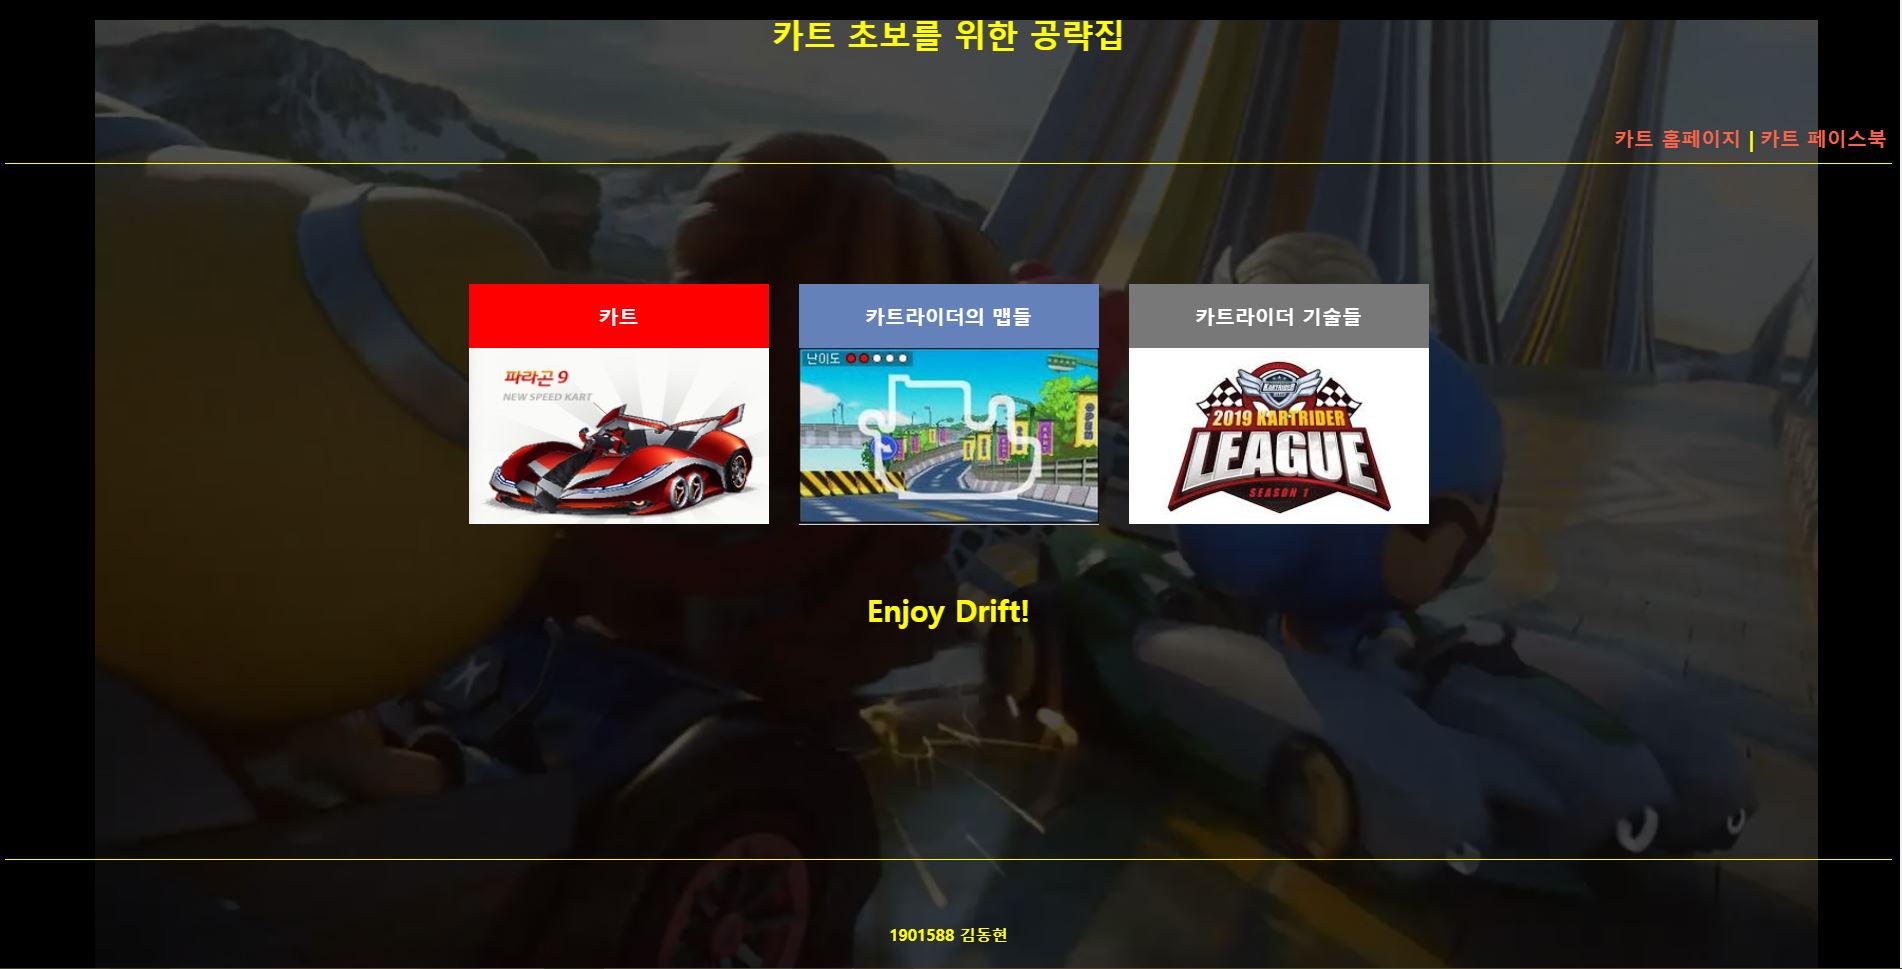 카트 초보를 위한 공략집
카트 홈페이지 | 카트 페이스북
카트
카트라이더의 맵들
카트라이더 기술들
파라곤 9
NEW SPEED KART
난이도
OPEN
KARTRIDER
2019 KARTRIDER
LEAGUE
SEASON 1
Enjoy Drift!
1901588 김동현